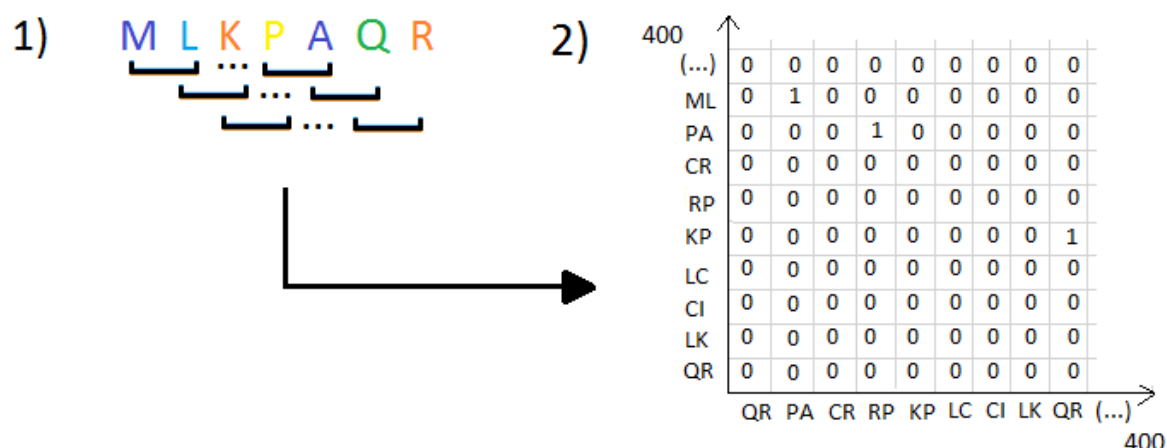 1) M L K P A Q R
... 
...
...
2)
400
(...) 0 0 0 0 0 0 0 0 0
ML 0 1 0 0 0 0 0 0 0
PA 0 0 0 1 0 0 0 0 0
CR 0 0 0 0 0 0 0 0 0
RP 0 0 0 0 0 0 0 0 0
KP 0 0 0 0 0 0 0 0 1
LC 0 0 0 0 0 0 0 0 0
CI 0 0 0 0 0 0 0 0 0
LK 0 0 0 0 0 0 0 0 0
QR 0 0 0 0 0 0 0 0 0
QR PA CR RP KP LC CI LK QR (...)
400